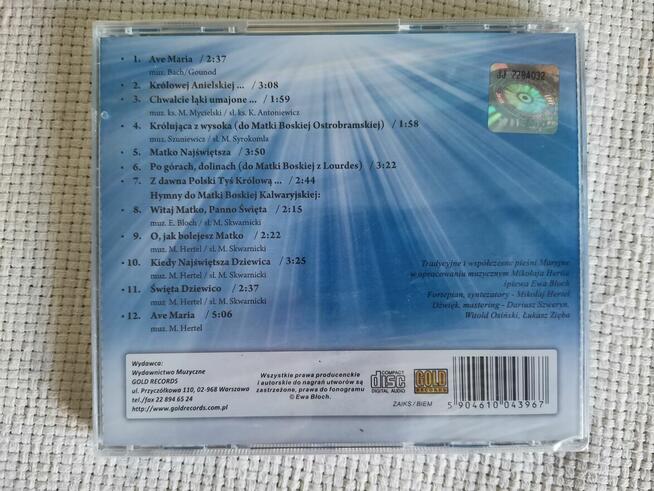 JJ 2284032
1. Ave Maria / 2:37
muz. Bach/ Gounod
2. Królowej Anielskiej ... / 3:08
3. Chwalcie łąki umajone ... / 1:59
muz. ks. M. Mycielski / sł. ks. K. Antoniewicz
4. Królująca z wysoka (do Matki Boskiej Ostrobramskiej) / 1:58
muz. Szuniewicz / sł. M. Syrokomla
5. Matko Najświętsza / 3:50
6. Po górach, dolinach (do Matki Boskiej z Lourdes) / 3:22
7. Z dawna Polski Tyś Królową ... / 2:44
Hymny do Matki Boskiej Kalwaryjskiej:
8. Witaj Matko, Panno Święta / 2:15
muz. E. Bloch / sł. M. Skwarnicki
9. O, jak bolejesz Matko / 2:22
muz. M. Hertel / sł. M. Skwarnicki
10. Kiedy Najświętsza Dziewica / 3:25
muz. M. Hertel / sł. M. Skwarnicki
11. Święta Dziewico / 2:37
muz. M. Hertel / sł. M. Skwarnicki
12. Ave Maria / 5:06
muz. M. Hertel
Tradycyjne i współczesne pieśni Maryjne
w opracowaniu muzycznym Mikołaja Hertla
śpiewa Ewa Bloch
Fortepian, syntezatory - Mikołaj Hertel
Dźwięk, mastering - Dariusz Szweryn,
Witold Osiński, Łukasz Zięba
Wydawca:
Wydawnictwo Muzyczne
GOLD RECORDS
ul. Przyczółkowa 110, 02-968 Warszawa
tel./fax 22 894 65 24
http://www.goldrecords.com.pl
Wszystkie prawa producenckie
i autorskie do nagrań utworów są
zastrzeżone, prawa do fonogramu
© Ewa Bloch.
COMPACT
disc
DIGITAL AUDIO
GOLD
RECORDS
ZAIKS / BIEM
5 904610 043967